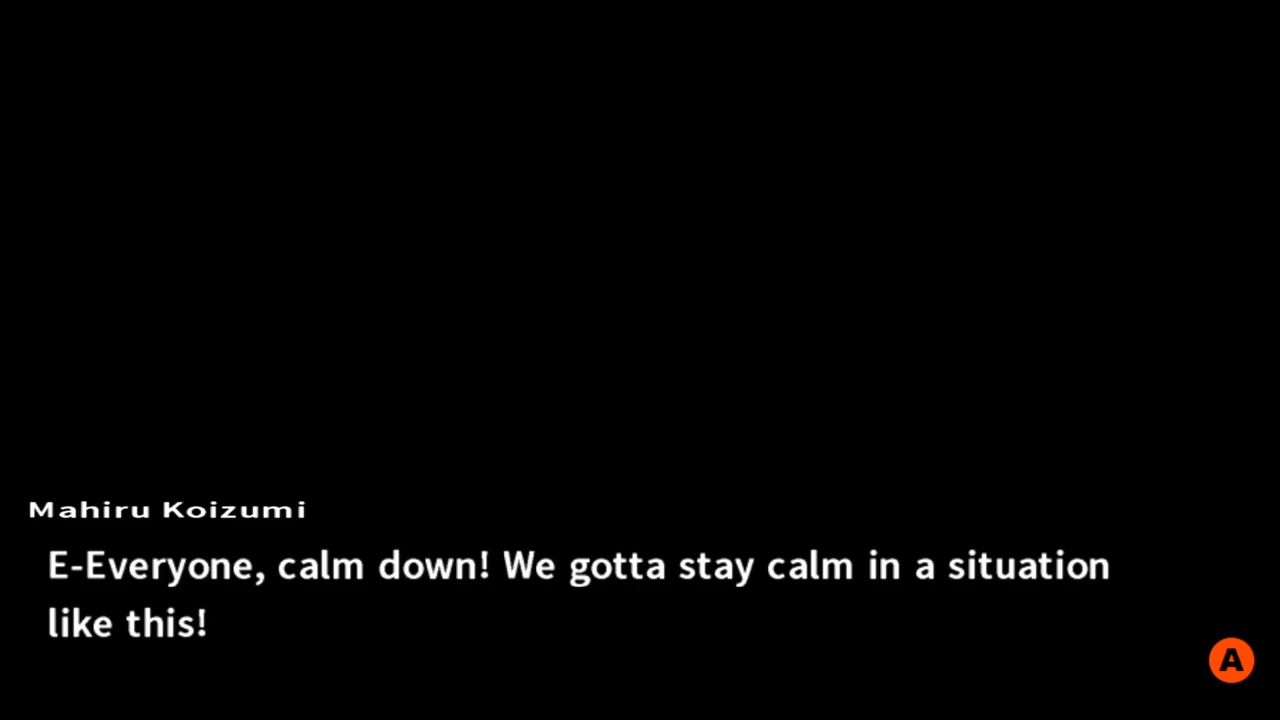 Mahiru Koizumi
E-Everyone, calm down! We gotta stay calm in a situation
like this!
A